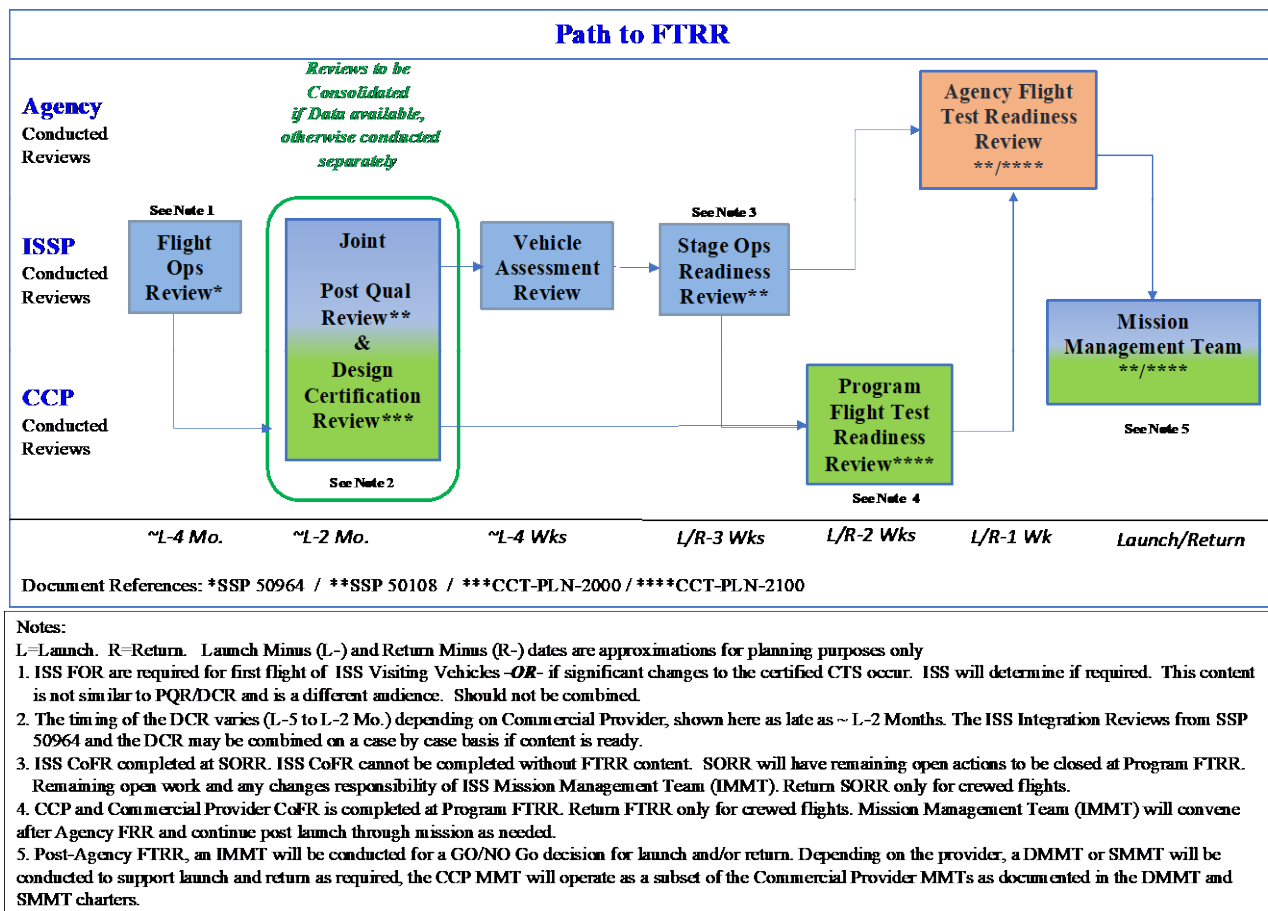 Path to FTRR
Reviews to be
Consolidated
if Data available,
otherwise conducted
separately
Agency
Conducted
Reviews
Agency Flight
Test Readiness
Review
**/****
See Note 1
See Note 3
ISSP
Conducted
Reviews
Flight
Ops
Review*
Joint
Post Qual
Review**
&
Design
Certification
Review***
See Note 2
Vehicle
Assessment
Review
Stage Ops
Readiness
Review**
Mission
Management Team
**/****
See Note 5
CCP
Conducted
Reviews
Program
Flight Test
Readiness
Review****
See Note 4
~L-4 Mo.
~L-2 Mo.
~L-4 Wks
L/R-3 Wks
L/R-2 Wks
L/R-1 Wk
Launch/Return
Document References: *SSP 50964 / **SSP 50108 / ***CCT-PLN-2000 / ****CCT-PLN-2100
Notes:
L=Launch. R=Return. Launch Minus (L-) and Return Minus (R-) dates are approximations for planning purposes only
1. ISS FOR are required for first flight of ISS Visiting Vehicles -OR- if significant changes to the certified CTS occur. ISS will determine if required. This content
is not similar to PQR/DCR and is a different audience. Should not be combined.
2. The timing of the DCR varies (L-5 to L-2 Mo.) depending on Commercial Provider, shown here as late as ~ L-2 Months. The ISS Integration Reviews from SSP
50964 and the DCR may be combined on a case by case basis if content is ready.
3. ISS CoFR completed at SORR. ISS CoFR cannot be completed without FTRR content. SORR will have remaining open actions to be closed at Program FTRR.
Remaining open work and any changes responsibility of ISS Mission Management Team (IMMT). Return SORR only for crewed flights.
4. CCP and Commercial Provider CoFR is completed at Program FTRR. Return FTRR only for crewed flights. Mission Management Team (IMMT) will convene
after Agency FRR and continue post launch through mission as needed.
5. Post-Agency FTRR, an IMMT will be conducted for a GO/NO Go decision for launch and/or return. Depending on the provider, a DMMT or SMMT will be
conducted to support launch and return as required, the CCP MMT will operate as a subset of the Commercial Provider MMTs as documented in the DMMT and
SMMT charters.